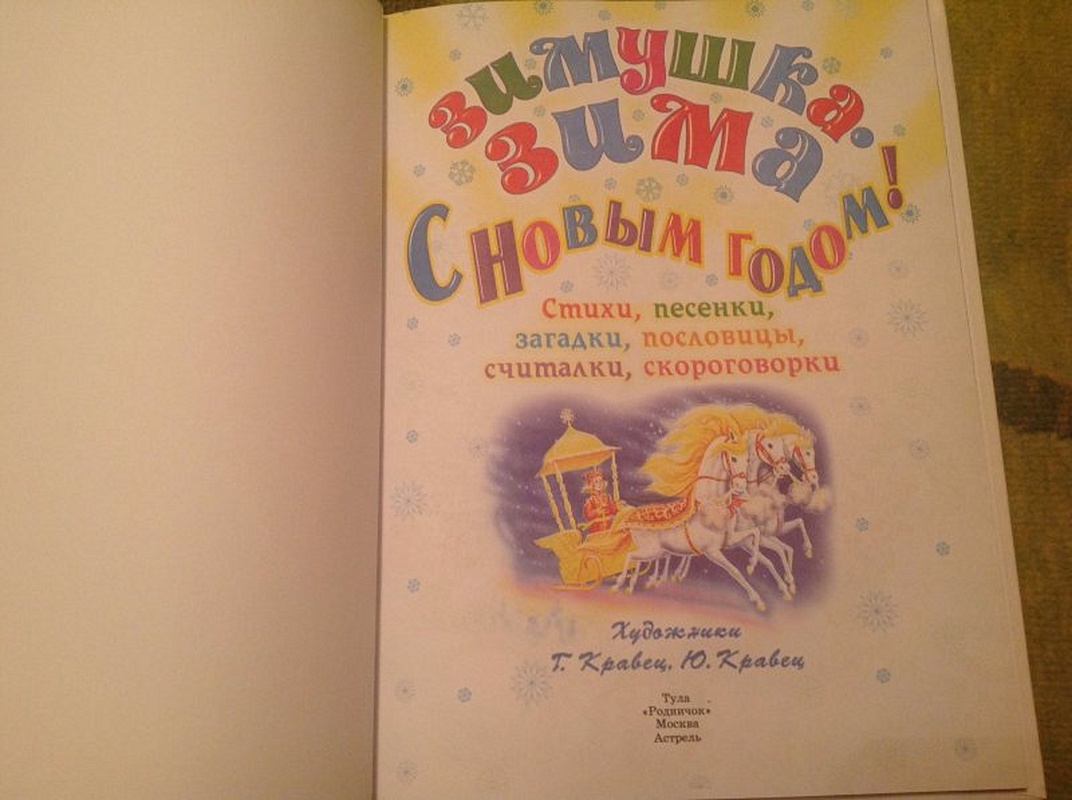 Зимушка-
зима
С Новым годом!
Стихи, песенки,
загадки, пословицы,
считалки, скороговорки
Художники
Г. Кравец, Ю. Кравец
Тула
«Родничок»
Москва
Астрель